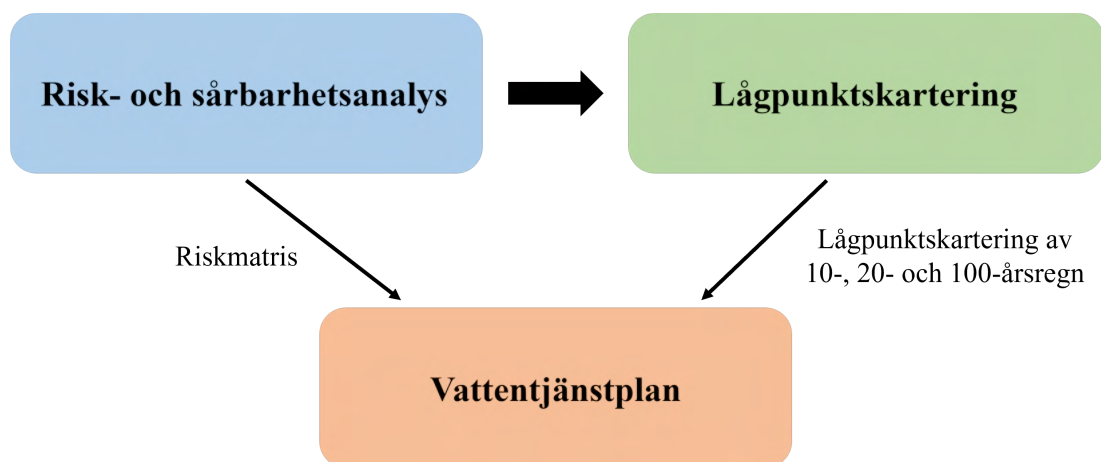 Risk- och sårbarhetsanalys
Lågpunktskartering
Riskmatris
Lågpunktskartering av
10-, 20- och 100-årsregn
Vattentjänstplan